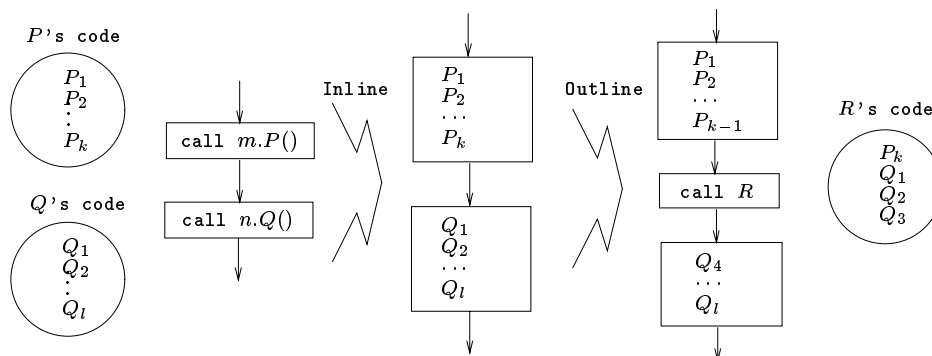 P's code
P1
P2
.
.
Pk
Q's code
Q1
Q2
.
.
Ql
call m.P()
call n.Q()
Inline
P1
P2
...
Pk
Q1
Q2
...
Ql
Outline
P1
P2
...
Pk−1
call R
Q4
...
Ql
R's code
Pk
Q1
Q2
Q3